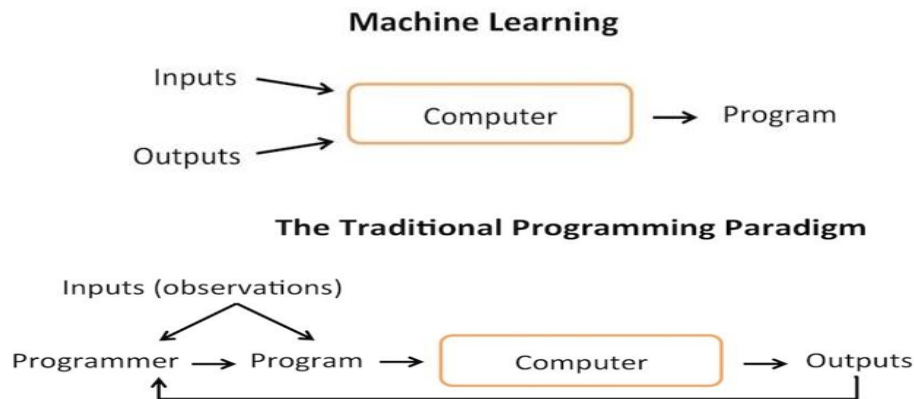 Machine Learning
Inputs
Computer
Program
Outputs
The Traditional Programming Paradigm
Inputs (observations)
Programmer
Program
Computer
Outputs